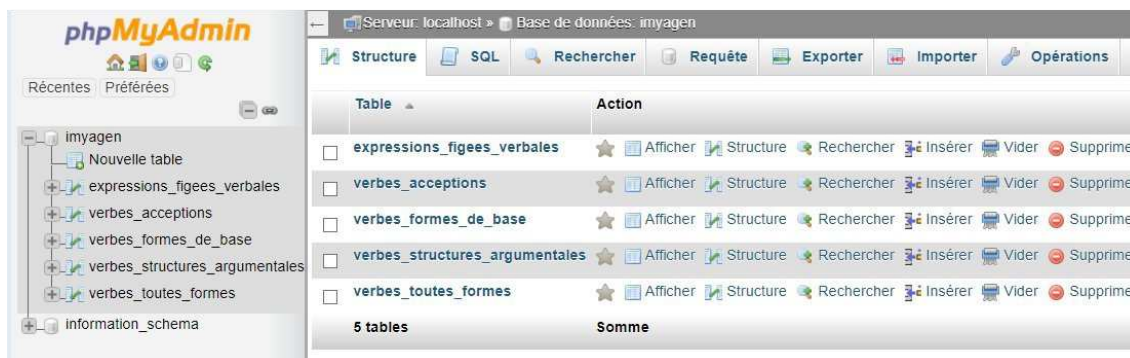 phpMyAdmin
Récentes Préférées
imyagen
Nouvelle table
expressions_figees_verbales
verbes_acceptions
verbes_formes_de_base
verbes_structures_argumentales
verbes_toutes_formes
information_schema
Serveur: localhost » Base de données: imyagen
Structure SQL Rechercher Requête Exporter Importer Opérations
Table Action
expressions_figees_verbales Afficher Structure Rechercher Insérer Vider Supprime
verbes_acceptions Afficher Structure Rechercher Insérer Vider Supprime
verbes_formes_de_base Afficher Structure Rechercher Insérer Vider Supprime
verbes_structures_argumentales Afficher Structure Rechercher Insérer Vider Supprime
verbes_toutes_formes Afficher Structure Rechercher Insérer Vider Supprime
5 tables Somme